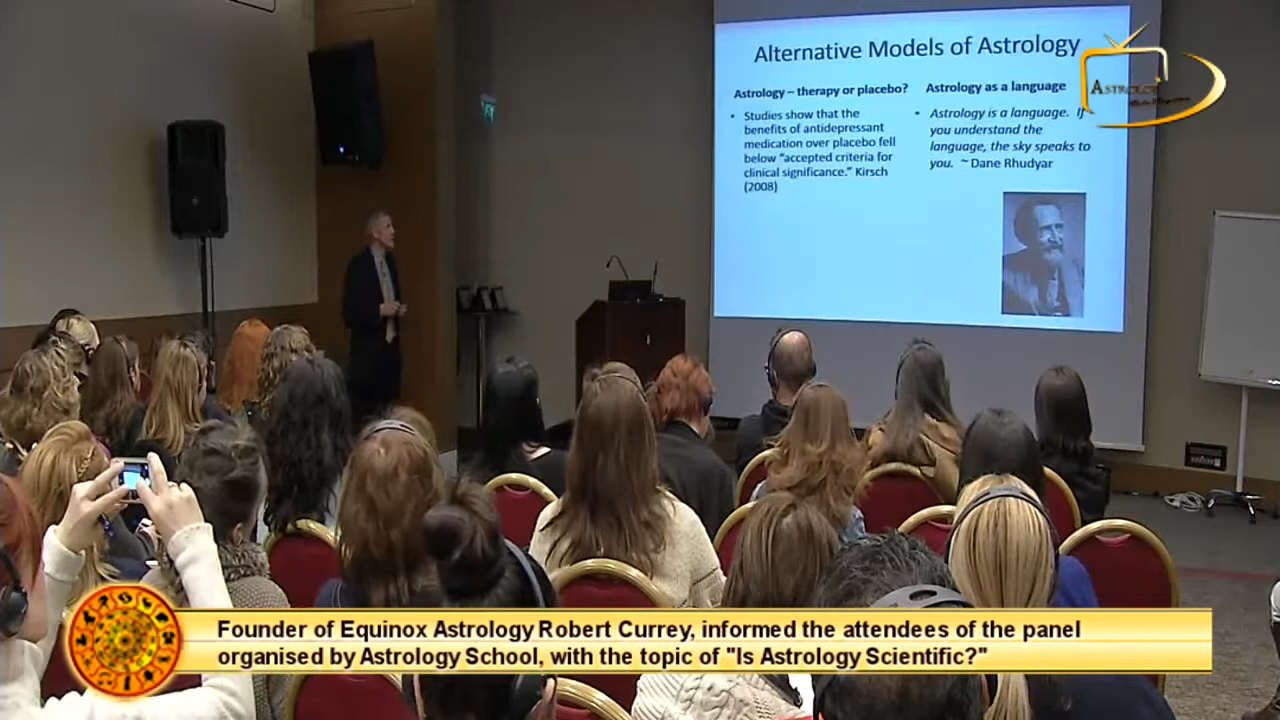 Alternative Models of Astrology
Astrology – therapy or placebo?
• Studies show that the
benefits of antidepressant
medication over placebo fell
below "accepted criteria for
clinical significance." Kirsch
(2008)
Astrology as a language
• Astrology is a language. If
you understand the
language, the sky speaks to
you. ~ Dane Rhudyar
Founder of Equinox Astrology Robert Currey, informed the attendees of the panel
organised by Astrology School, with the topic of "Is Astrology Scientific?"